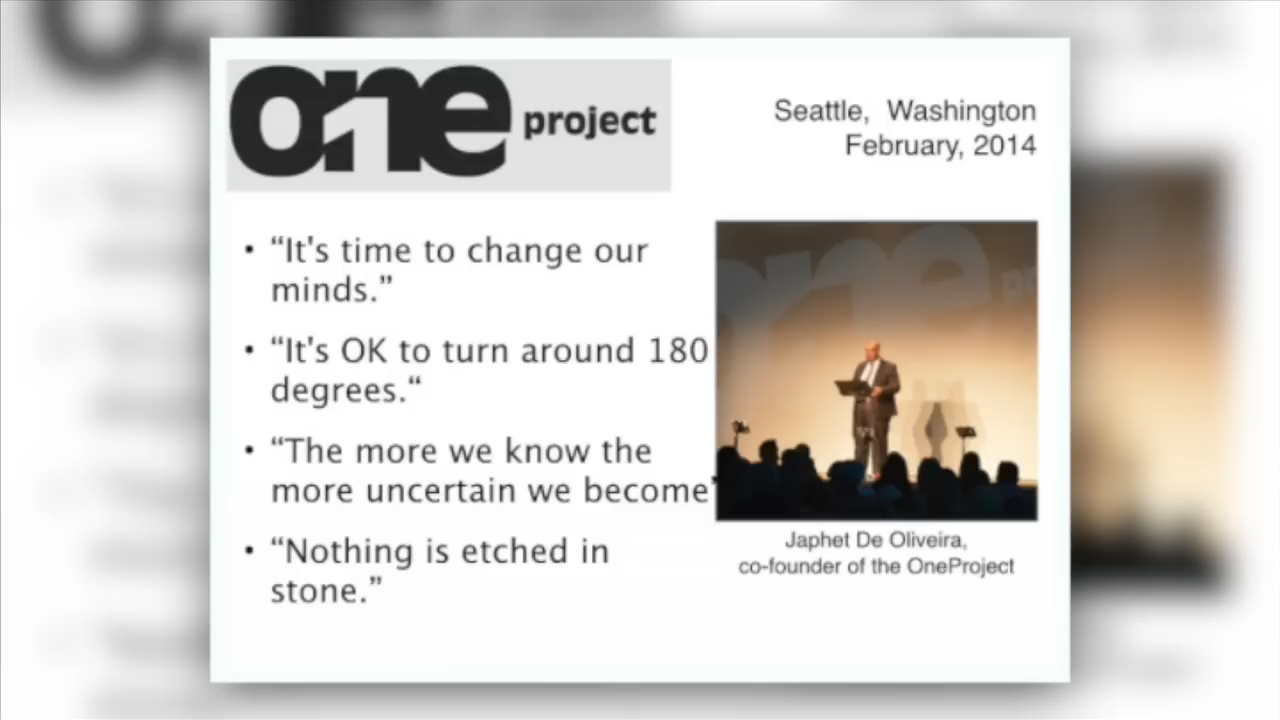 one project
Seattle, Washington
February, 2014
• “It's time to change our
minds.”
• “It's OK to turn around 180
degrees.“
• “The more we know the
more uncertain we become”
• “Nothing is etched in
stone.”
one pr
Japhet De Oliveira,
co-founder of the OneProject